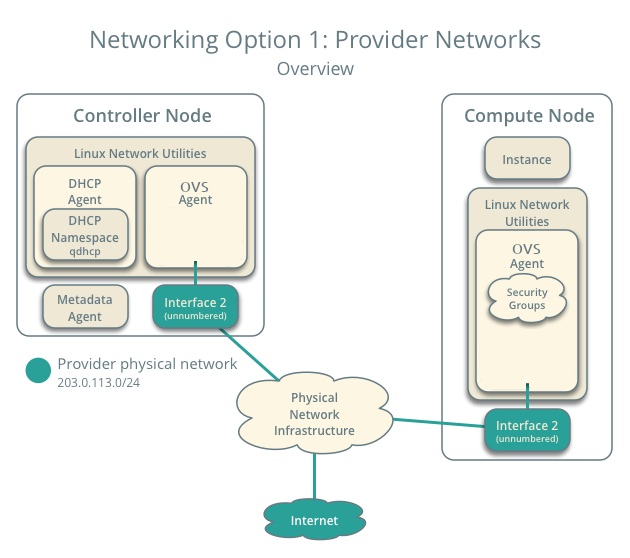 Networking Option 1: Provider Networks
Overview
Controller Node
Linux Network Utilities
DHCP
Agent
DHCP
Namespace
qdhcp
OVS
Agent
Metadata
Agent
Interface 2
(unnumbered)
Provider physical network
203.0.113.0/24
Compute Node
Instance
Linux Network
Utilities
OVS
Agent
Security
Groups
Interface 2
(unnumbered)
Physical
Network
Infrastructure
Internet